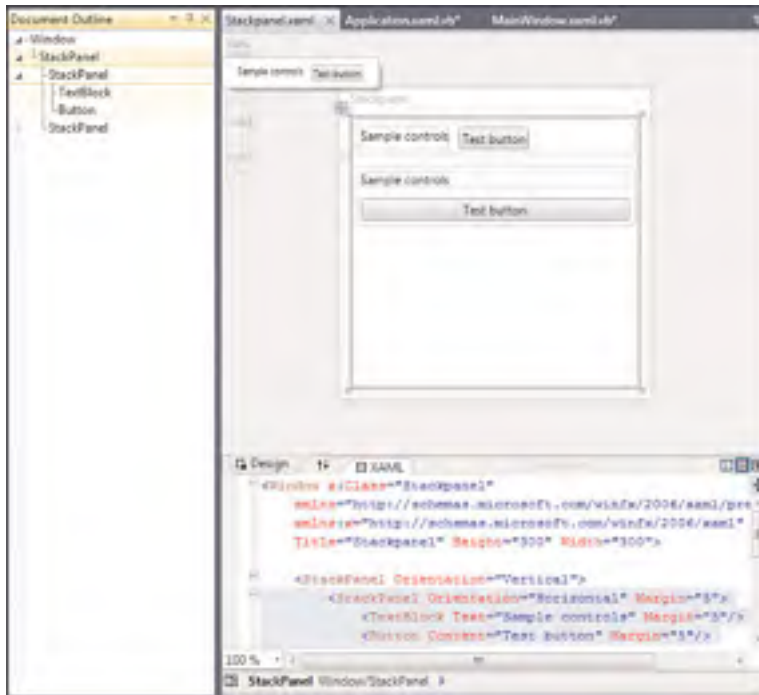 Document Outline
Window
StackPanel
StackPanel
TextBlock
Button
StackPanel
Stackpanel.xaml
Application.xaml.vb*
MainWindow.xaml.vb*
Sample controls Test button
Stackpanel
Sample controls Test button
Sample controls
Test button
Design
XAML
<Window x:Class="Stackpanel"
xmlns="http://schemas.microsoft.com/winfx/2006/xaml/pre
xmlns:x="http://schemas.microsoft.com/winfx/2006/xaml"
Title="Stackpanel" Height="300" Width="300">
<StackPanel Orientation="Vertical">
<StackPanel Orientation="Horizontal" Margin="5">
<TextBlock Text="Sample controls" Margin="5"/>
<Button Content="Test button" Margin="5"/>
100 %
StackPanel Window/StackPanel